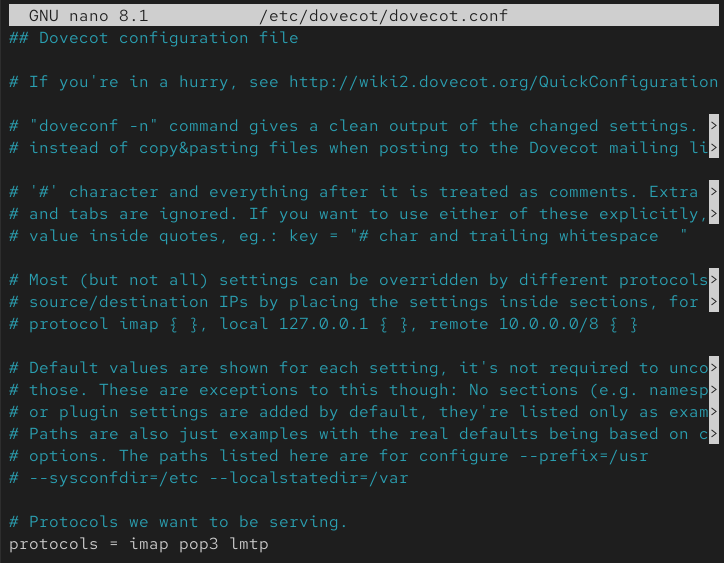 GNU nano 8.1 /etc/dovecot/dovecot.conf
## Dovecot configuration file
# If you're in a hurry, see http://wiki2.dovecot.org/QuickConfiguration
# "doveconf -n" command gives a clean output of the changed settings. >
# instead of copy&pasting files when posting to the Dovecot mailing li>
# '#' character and everything after it is treated as comments. Extra >
# and tabs are ignored. If you want to use either of these explicitly,>
# value inside quotes, eg.: key = "# char and trailing whitespace  "
# Most (but not all) settings can be overridden by different protocols>
# source/destination IPs by placing the settings inside sections, for >
# protocol imap { }, local 127.0.0.1 { }, remote 10.0.0.0/8 { }
# Default values are shown for each setting, it's not required to unco>
# those. These are exceptions to this though: No sections (e.g. namesp>
# or plugin settings are added by default, they're listed only as exam>
# Paths are also just examples with the real defaults being based on c>
# options. The paths listed here are for configure --prefix=/usr
# --sysconfdir=/etc --localstatedir=/var
# Protocols we want to be serving.
protocols = imap pop3 lmtp